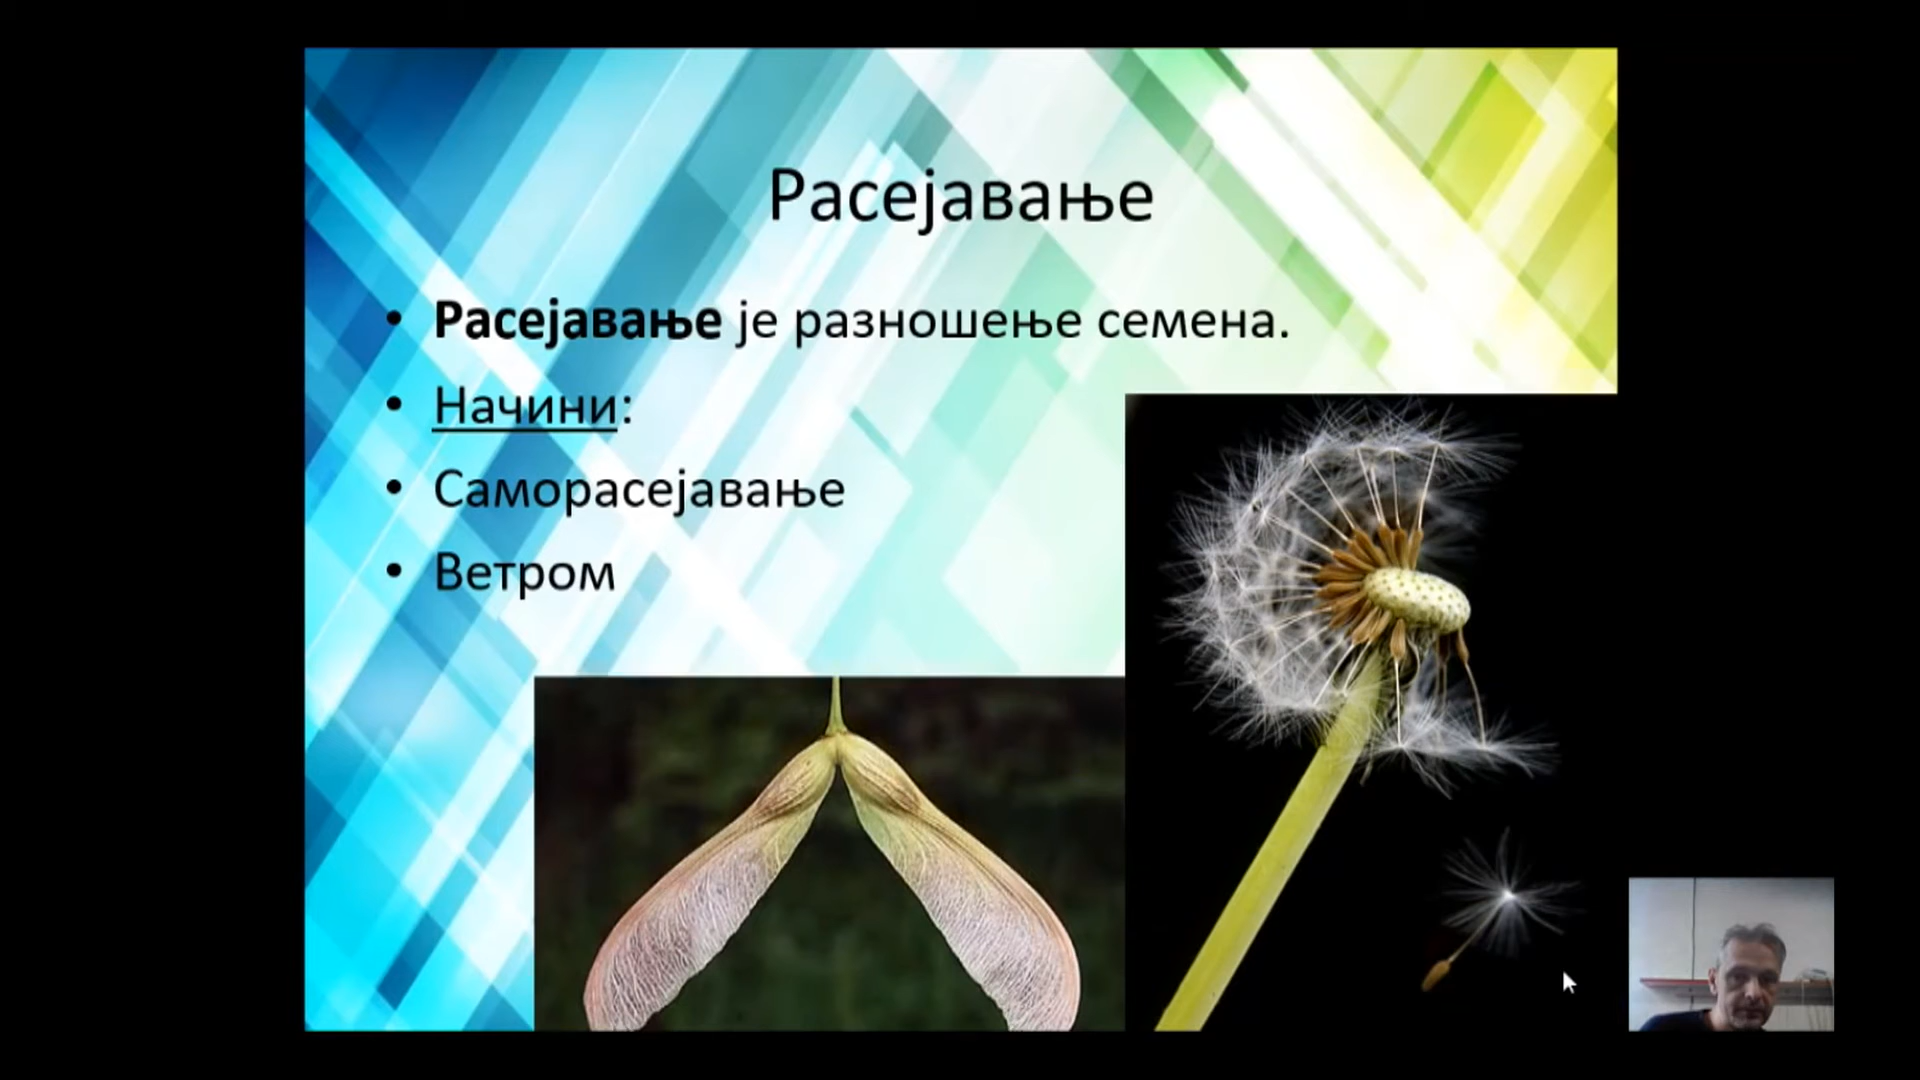 Расејавање
• Расејавање је разношење семена.
• Начини:
• Саморасејавање
• Ветром